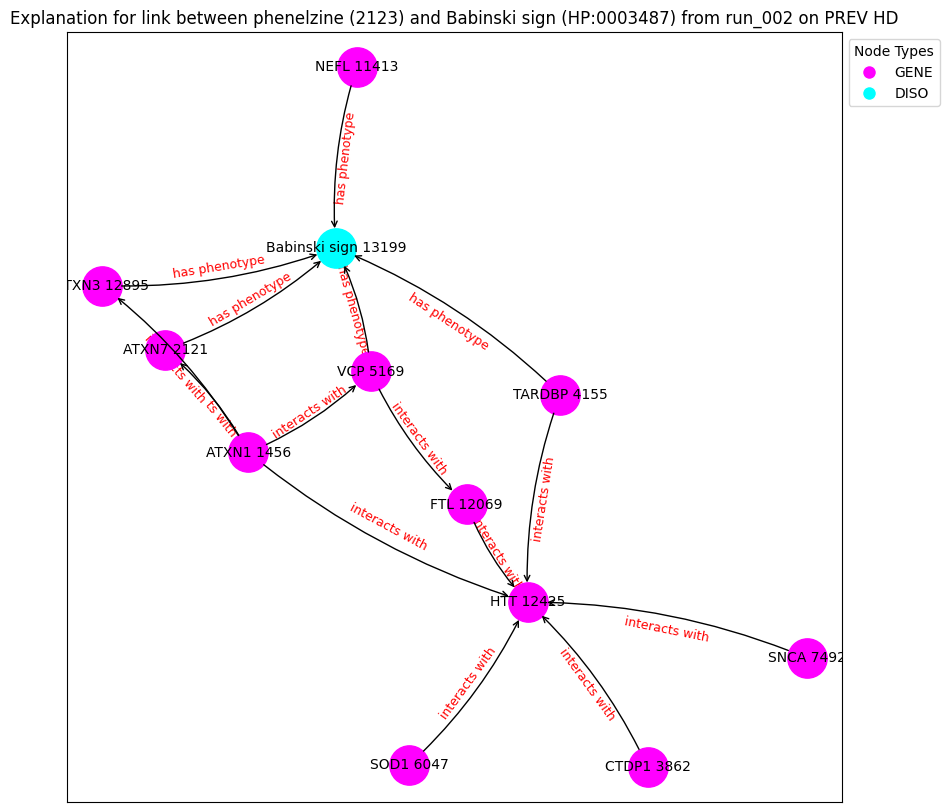 Explanation for link between phenelzine (2123) and Babinski sign (HP:0003487) from run_002 on PREV HD
Node Types
GENE
DISO
NEFL 11413
has phenotype
Babinski sign 13199
has phenotype
TXN3 12895
has phenotype
has phenotype
has phenotype
ATXN7 2121
VCP 5169
TARDBP 4155
ts with
ts with
interacts with
interacts with
ATXN1 1456
interacts with
FTL 12069
interacts with
interacts with
HTT 12425
interacts with
SNCA 7492
interacts with
interacts with
SOD1 6047
CTDP1 3862